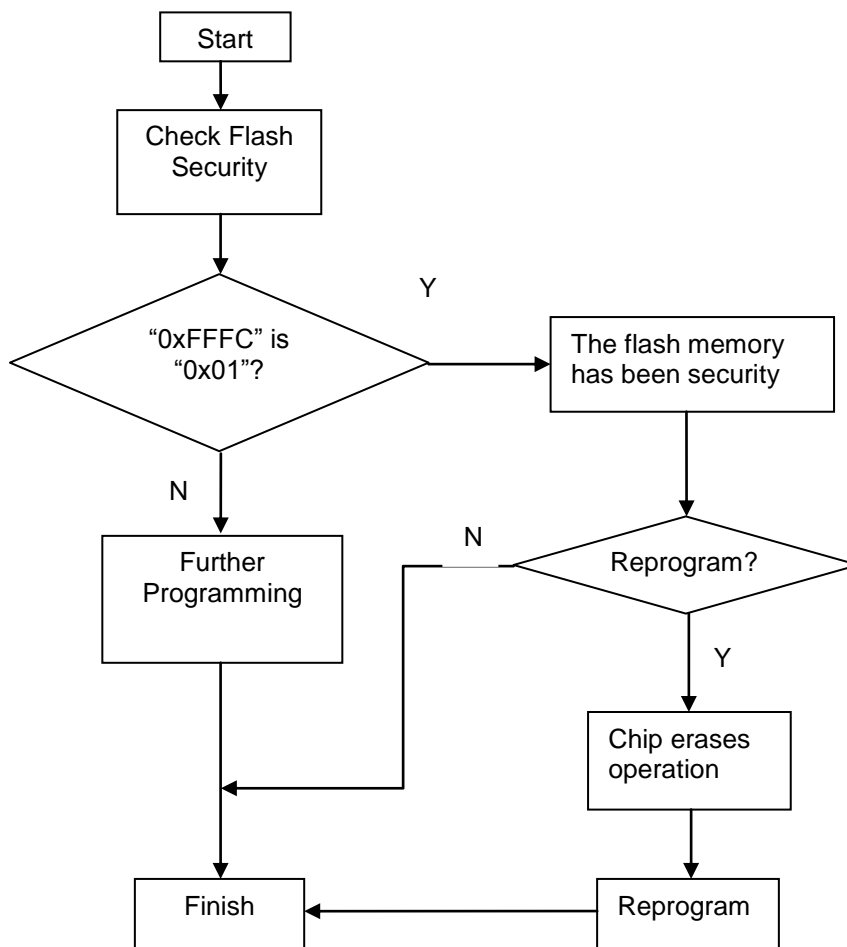 Start
Check Flash
Security
“0xFFFC” is
“0x01”?
Y
The flash memory
has been security
N
Further
Programming
N
Reprogram?
Y
Chip erases
operation
Finish
Reprogram